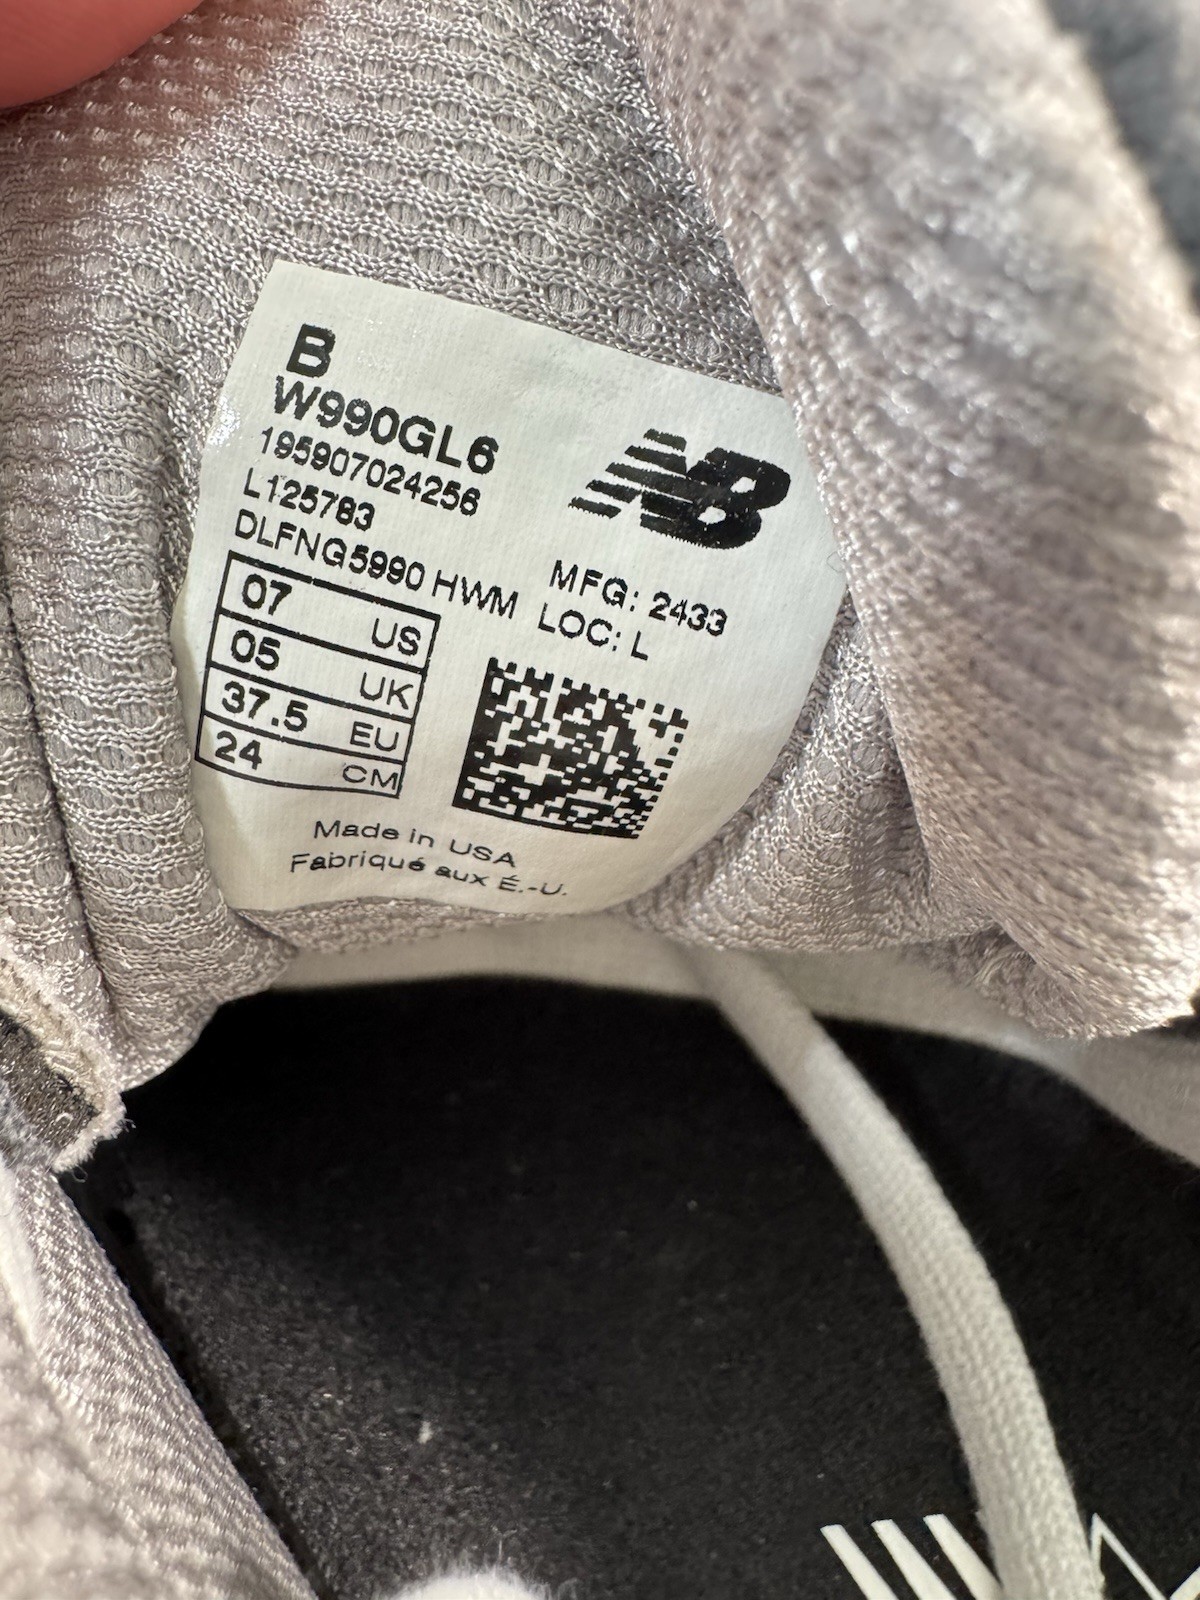 B
W990GL6
195907024256
L125783
DLFNG5990 HWM
NB
MFG: 2433
LOC: L
07 US
05 UK
37.5 EU
24 CM
Made in USA
Fabriqué aux É.-U.